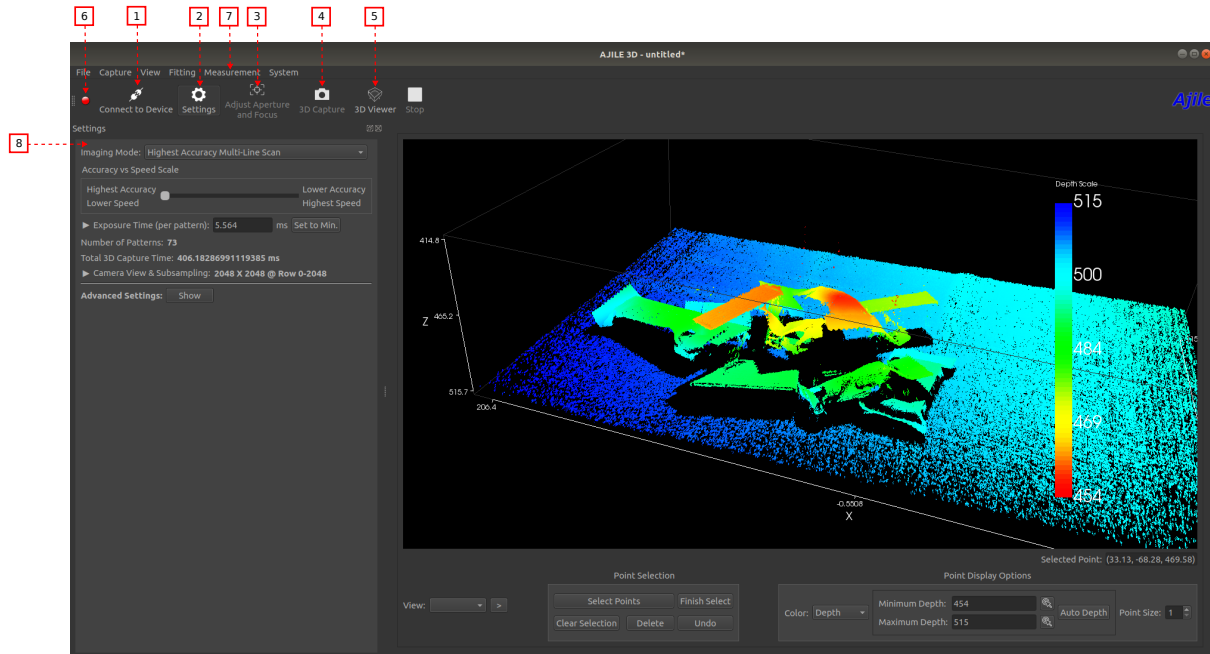 6 1 2 7 3 4 5
AJILE 3D - untitled*
File Capture View Fitting Measurement System
Connect to Device Settings Adjust Aperture and Focus 3D Capture 3D Viewer Stop
Ajile
Settings
8
Imaging Mode: Highest Accuracy Multi-Line Scan
Accuracy vs Speed Scale
Highest Accuracy Lower Accuracy
Lower Speed Highest Speed
Exposure Time (per pattern): 5.564 ms Set to Min.
Number of Patterns: 73
Total 3D Capture Time: 406.18286991119385 ms
Camera View & Subsampling: 2048 X 2048 @ Row 0-2048
Advanced Settings: Show
Depth Scale
515
500
484
469
454
414.8
Z 465.2
515.7
206.4
-0.5508
X
Selected Point: (33.13, -68.28, 469.58)
Point Selection
Point Display Options
View: >
Select Points Finish Select
Clear Selection Delete Undo
Color: Depth
Minimum Depth: 454
Maximum Depth: 515
Auto Depth
Point Size: 1